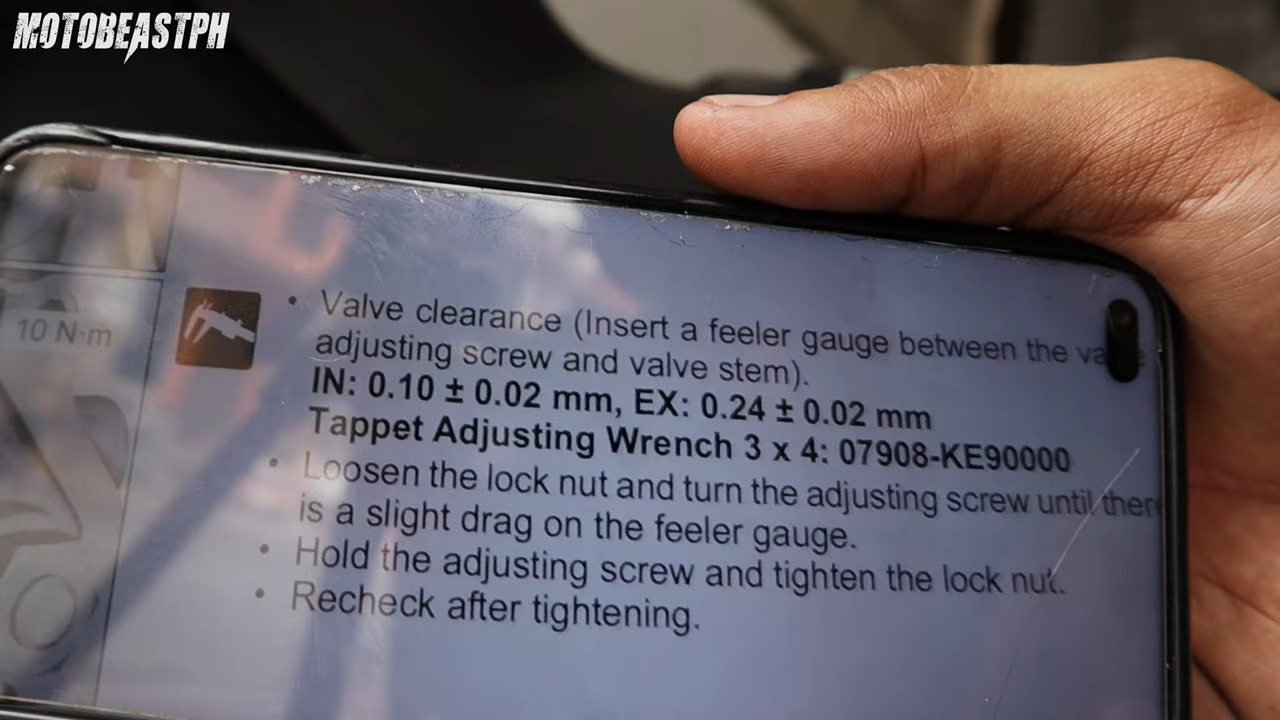 MOTOBEASTPH
10 N·m
• Valve clearance (Insert a feeler gauge between the
adjusting screw and valve stem).
IN: 0.10 ± 0.02 mm, EX: 0.24 ± 0.02 mm
Tappet Adjusting Wrench 3 x 4: 07908-KE90000
• Loosen the lock nut and turn the adjusting screw until there
is a slight drag on the feeler gauge.
• Hold the adjusting screw and tighten the lock nut.
• Recheck after tightening.